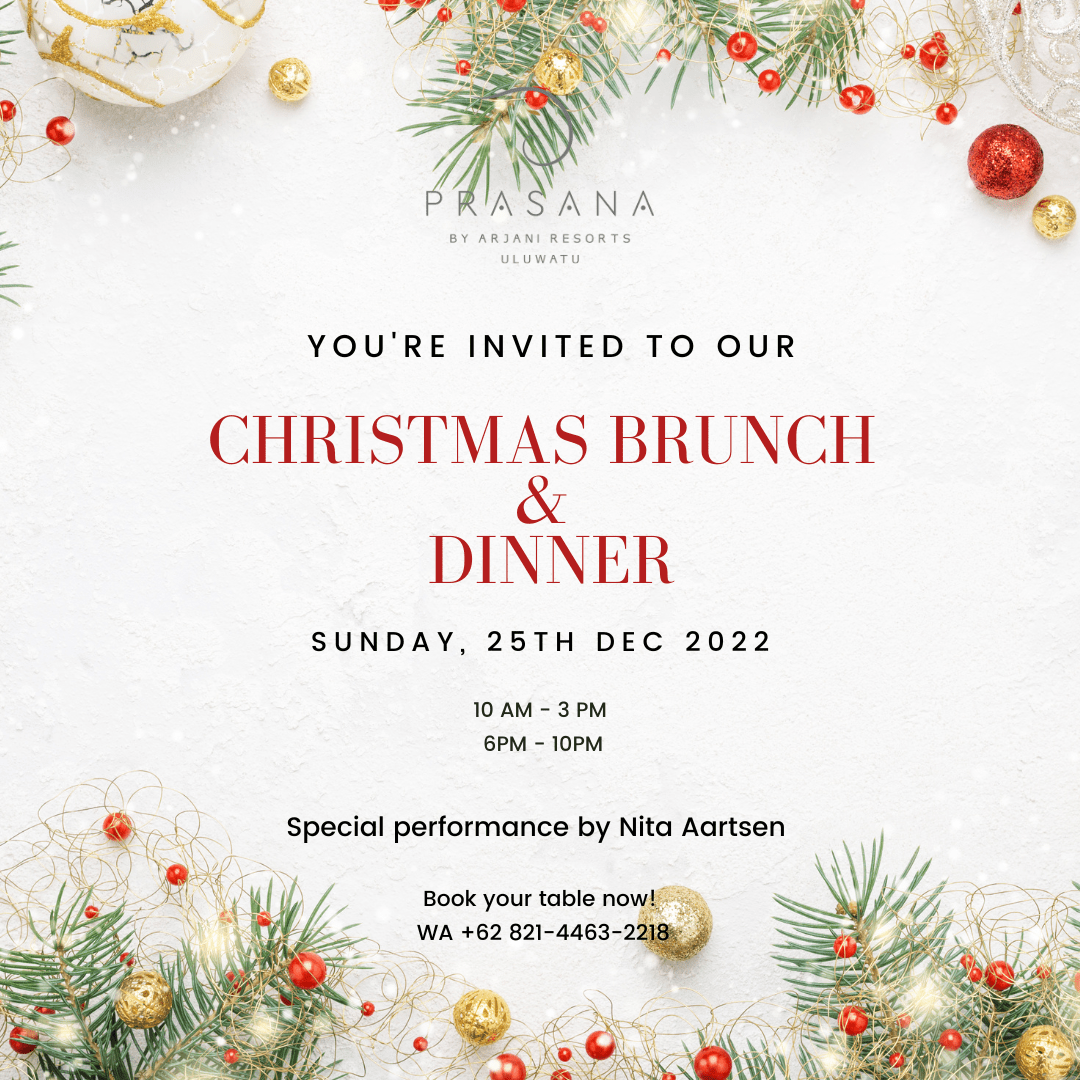 PRASANA
BY ARJANI RESORTS
ULUWATU
YOU'RE INVITED TO OUR
CHRISTMAS BRUNCH
&
DINNER
SUNDAY, 25TH DEC 2022
10 AM - 3 PM
6PM - 10PM
Special performance by Nita Aartsen
Book your table now!
WA +62 821-4463-2218